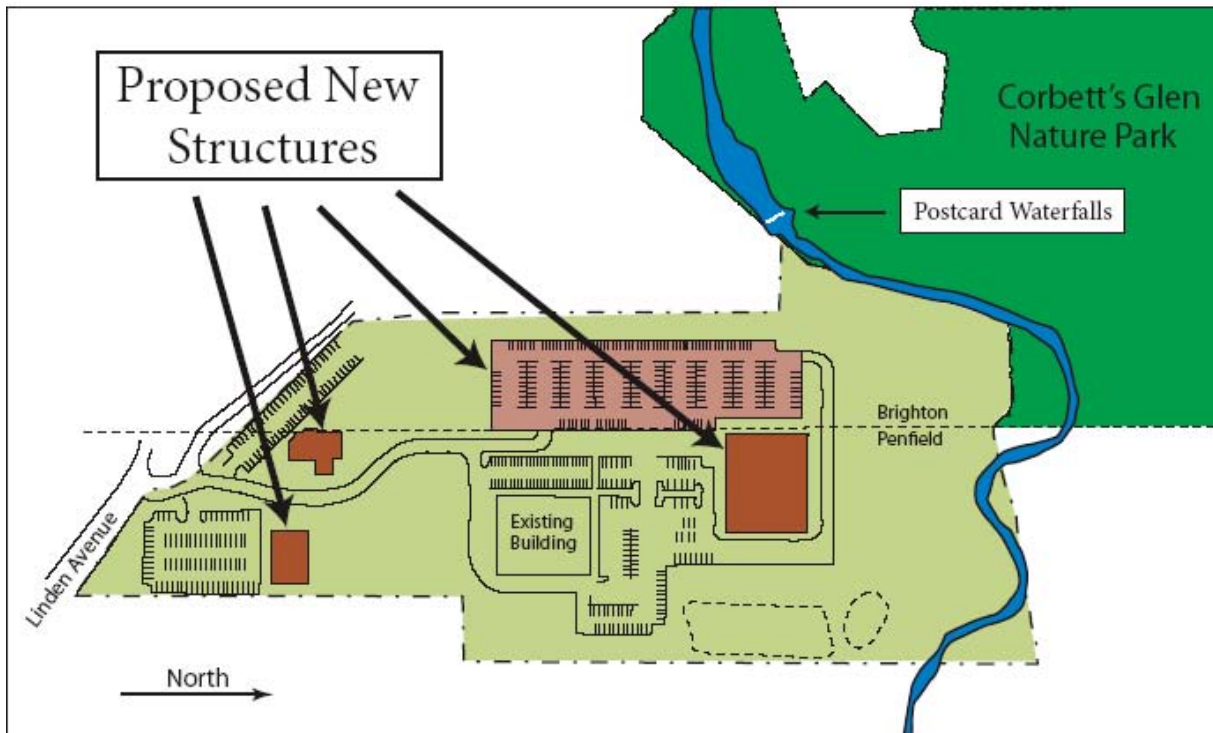 Proposed New
Structures
Corbett's Glen
Nature Park
Postcard Waterfalls
Brighton
Penfield
Existing
Building
Linden Avenue
North